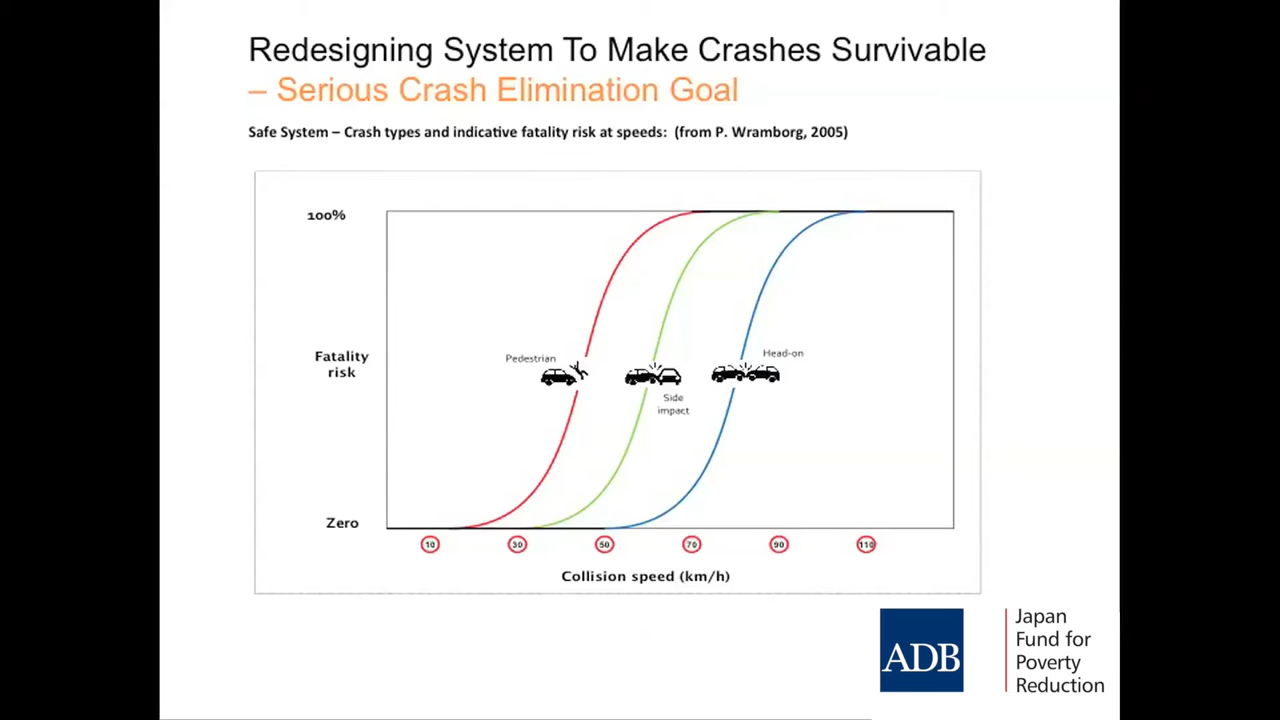 Redesigning System To Make Crashes Survivable
– Serious Crash Elimination Goal
Safe System – Crash types and indicative fatality risk at speeds:  (from P. Wramborg, 2005)
100%
Pedestrian
Head-on
Fatality
risk
Side
impact
Zero
10 30 50 70 90 110
Collision speed (km/h)
ADB
Japan
Fund for
Poverty
Reduction